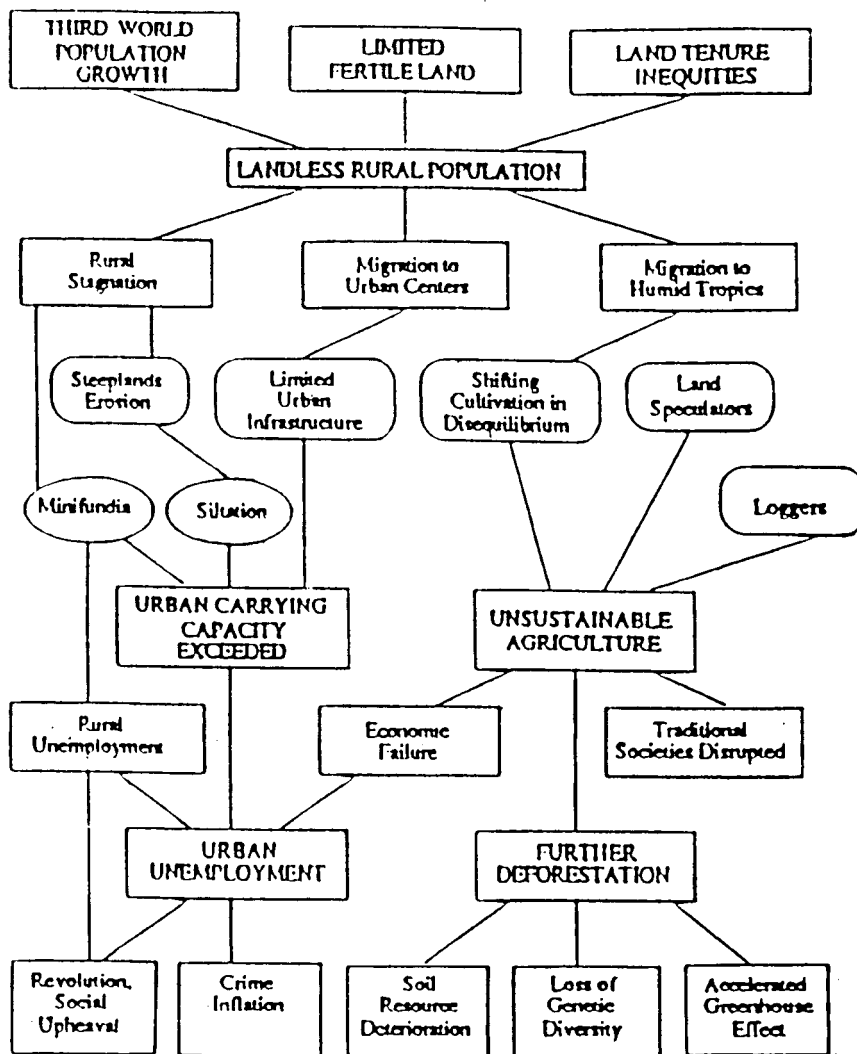 THIRD WORLD
POPULATION
GROWTH
LIMITED
FERTILE LAND
LAND TENURE
INEQUITIES
LANDLESS RURAL POPULATION
Rural
Stagnation
Migration to
Urban Centers
Migration to
Humid Tropics
Steeplands
Erosion
Limited
Urban
Infrastructure
Shifting
Cultivation in
Disequilibrium
Land
Speculators
Minifundia
Siltation
Loggers
URBAN CARRYING
CAPACITY
EXCEEDED
UNSUSTAINABLE
AGRICULTURE
Rural
Unemployment
Economic
Failure
Traditional
Societies Disrupted
URBAN
UNEMPLOYMENT
FURTHER
DEFORESTATION
Revolution,
Social
Upheaval
Crime
Inflation
Soil
Resource
Deterioration
Loss of
Genetic
Diversity
Accelerated
Greenhouse
Effect